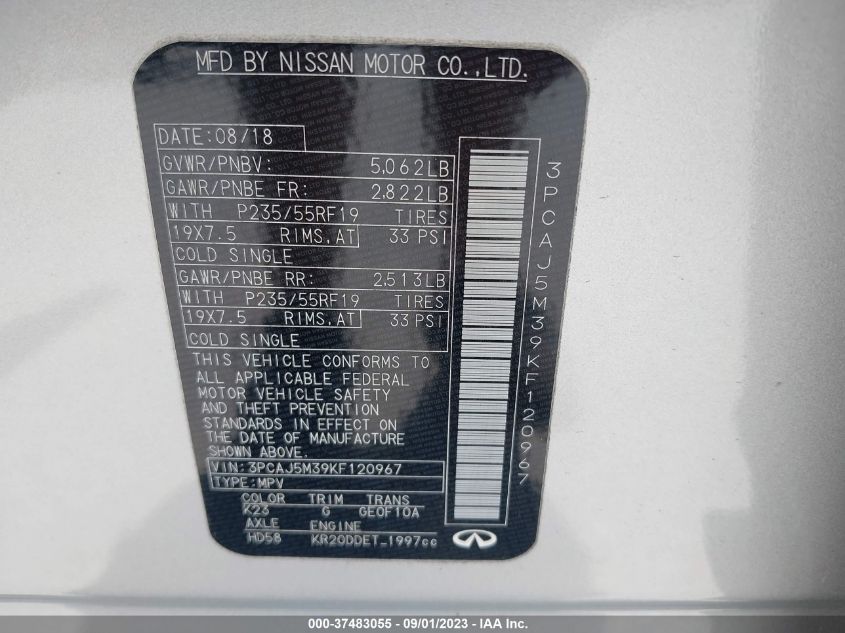 MFD BY NISSAN MOTOR CO.,LTD.
DATE:08/18
GVWR/PNBV: 5,062LB
GAWR/PNBE FR: 2,822LB
WITH P235/55RF19 TIRES
19X7.5 RIMS,AT 33 PSI
COLD SINGLE
GAWR/PNBE RR: 2,513LB
WITH P235/55RF19 TIRES
19X7.5 RIMS,AT 33 PSI
COLD SINGLE
THIS VEHICLE CONFORMS TO
ALL APPLICABLE FEDERAL
MOTOR VEHICLE SAFETY
AND THEFT PREVENTION
STANDARDS IN EFFECT ON
THE DATE OF MANUFACTURE
SHOWN ABOVE.
VIN: 3PCAJ5M39KF120967
TYPE: MPV
COLOR TRIM TRANS
K23 G GE0F10A
AXLE ENGINE
HD58 KR20DDET_1997cc
3PCAJ5M39KF120967
000-37483055 - 09/01/2023 - IAA Inc.